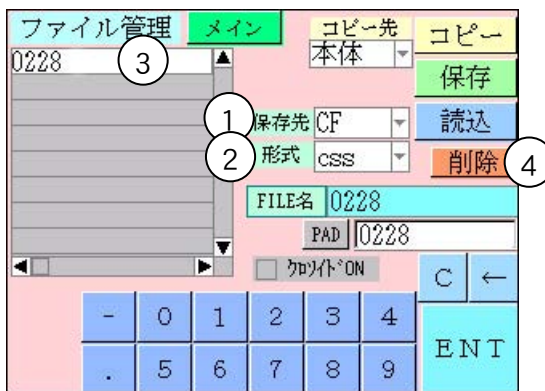 ファイル管理 メイン コピー先 コピー
0228 ③ 本体
保存
① 保存先 CF 読込
② 形式 css 削除 ④
FILE名 0228
PAD 0228
クロソイドON
C ←
- 0 1 2 3 4
ENT
. 5 6 7 8 9